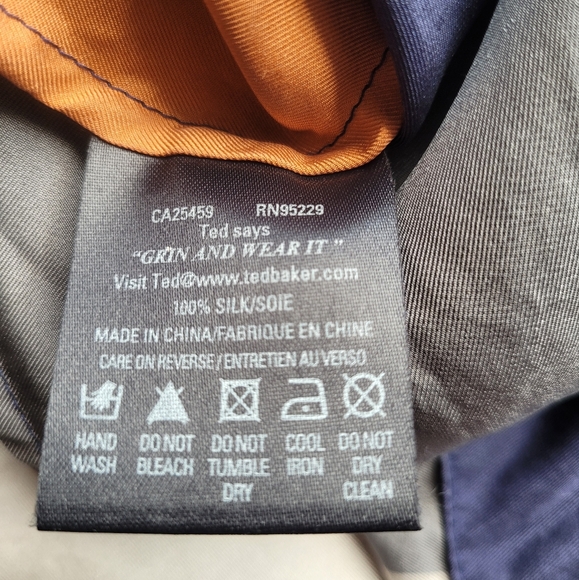 CA25459 RN95229
Ted says
"GRIN AND WEAR IT"
Visit Ted@www.tedbaker.com
100% SILK/SOIE
MADE IN CHINA/FABRIQUE EN CHINE
CARE ON REVERSE/ENTRETIEN AU VERSO
HAND WASH
DO NOT BLEACH
DO NOT TUMBLE DRY
COOL IRON
DO NOT DRY CLEAN